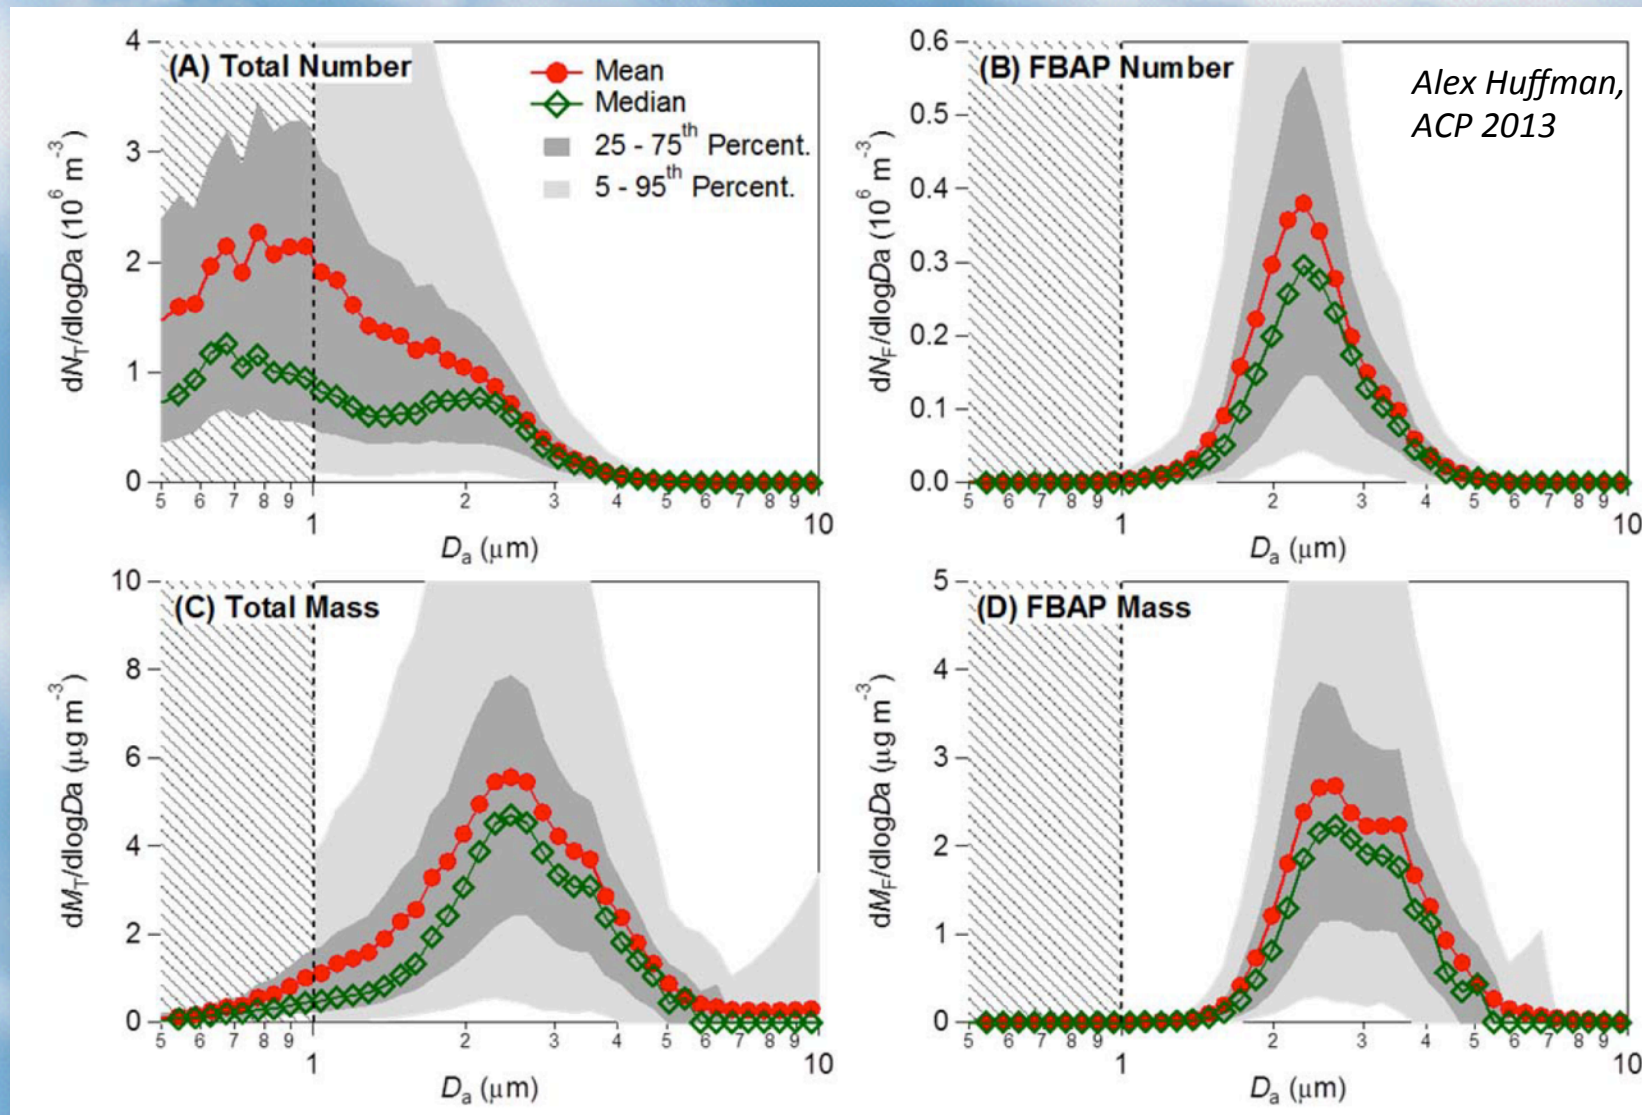 (A) Total Number
Mean
Median
25 - 75th Percent.
5 - 95th Percent.
4
3
2
1
0
dNT/dlogDa (10^6 m^-3)
5 6 7 8 9 1 2 3 4 5 6 7 8 9 10
Da (μm)
(B) FBAP Number
Alex Huffman,
ACP 2013
0.6
0.5
0.4
0.3
0.2
0.1
0.0
dNF/dlogDa (10^6 m^-3)
5 6 7 8 9 1 2 3 4 5 6 7 8 9 10
Da (μm)
(C) Total Mass
10
8
6
4
2
0
dMT/dlogDa (μg m^-3)
5 6 7 8 9 1 2 3 4 5 6 7 8 9 10
Da (μm)
(D) FBAP Mass
5
4
3
2
1
0
dMF/dlogDa (μg m^-3)
5 6 7 8 9 1 2 3 4 5 6 7 8 9 10
Da (μm)